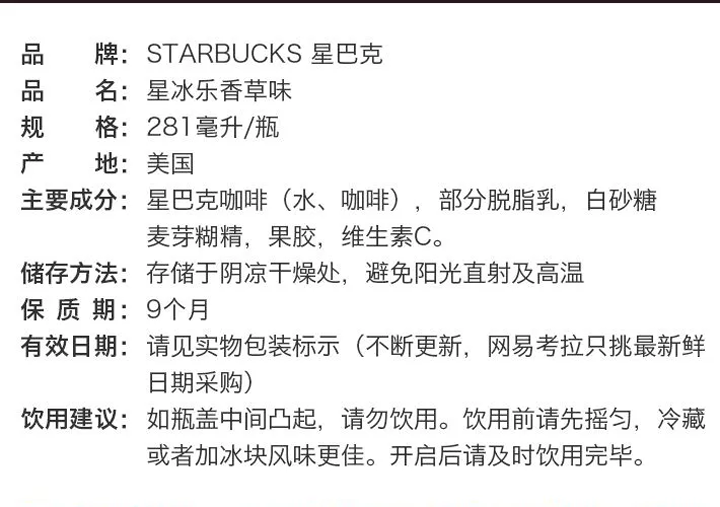 品牌：STARBUCKS 星巴克
品名：星冰乐香草味
规格：281毫升/瓶
产地：美国
主要成分：星巴克咖啡（水、咖啡），部分脱脂乳，白砂糖
麦芽糊精，果胶，维生素C。
储存方法：存储于阴凉干燥处，避免阳光直射及高温
保质期：9个月
有效日期：请见实物包装标示（不断更新，网易考拉只挑最新鲜
日期采购）
饮用建议：如瓶盖中间凸起，请勿饮用。饮用前请先摇匀，冷藏
或者加冰块风味更佳。开启后请及时饮用完毕。